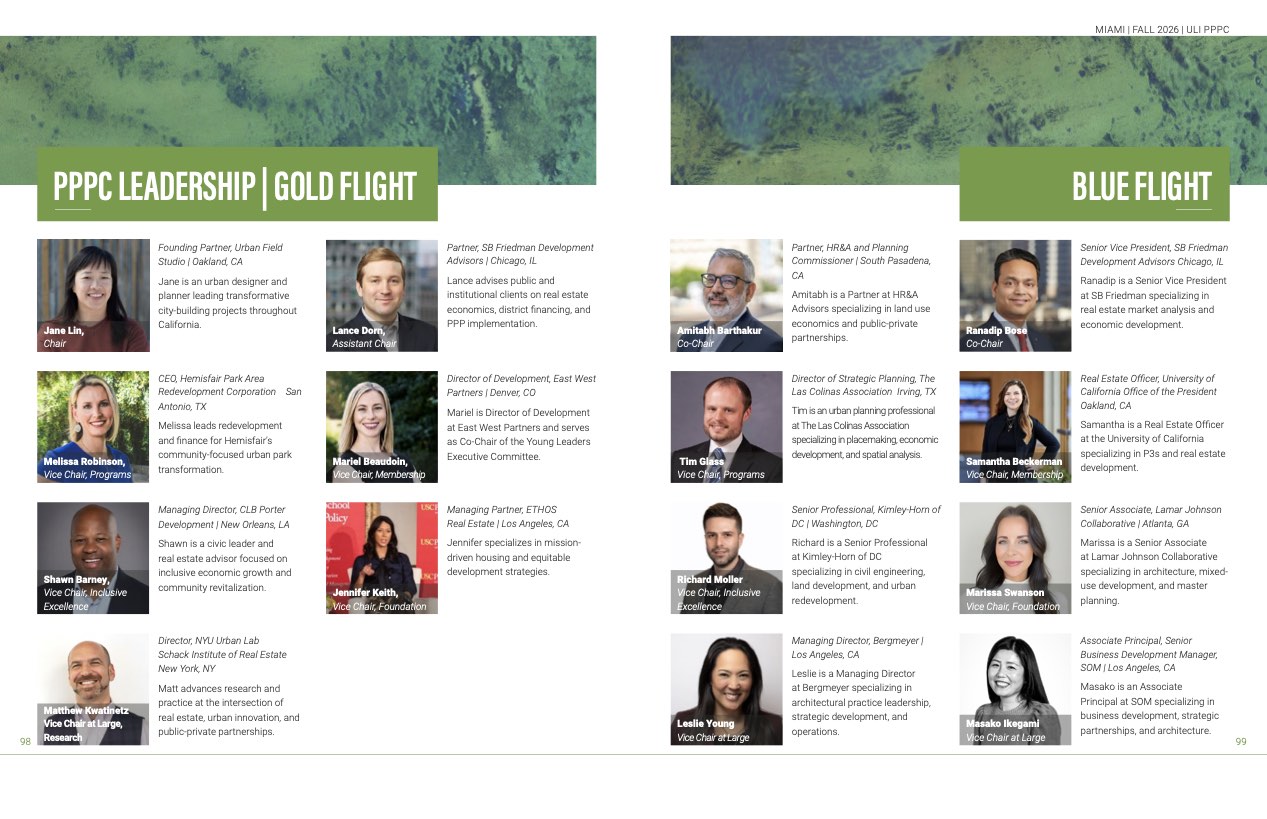 MIAMI | FALL 2026 | ULI PPPC
PPPC LEADERSHIP | GOLD FLIGHT
Jane Lin,
Chair
Founding Partner, Urban Field
Studio | Oakland, CA
Jane is an urban designer and
planner leading transformative
city-building projects throughout
California.
Lance Dorn,
Assistant Chair
Partner, SB Friedman Development
Advisors | Chicago, IL
Lance advises public and
institutional clients on real estate
economics, district financing, and
PPP implementation.
Melissa Robinson,
Vice Chair, Programs
CEO, Hemisfair Park Area
Redevelopment Corporation San
Antonio, TX
Melissa leads redevelopment
and finance for Hemisfair's
community-focused urban park
transformation.
Mariel Beaudoin,
Vice Chair, Membership
Director of Development, East West
Partners | Denver, CO
Mariel is Director of Development
at East West Partners and serves
as Co-Chair of the Young Leaders
Executive Committee.
Shawn Barney,
Vice Chair, Inclusive
Excellence
Managing Director, CLB Porter
Development | New Orleans, LA
Shawn is a civic leader and
real estate advisor focused on
inclusive economic growth and
community revitalization.
chool
Policy
USC
USCP
Jennifer Keith,
Vice Chair, Foundation
Managing Partner, ETHOS
Real Estate | Los Angeles, CA
Jennifer specializes in mission-
driven housing and equitable
development strategies.
Matthew Kwatinetz
Vice Chair at Large,
Research
Director, NYU Urban Lab
Schack Institute of Real Estate
New York, NY
Matt advances research and
practice at the intersection of
real estate, urban innovation, and
public-private partnerships.
98
BLUE FLIGHT
Amitabh Barthakur
Co-Chair
Partner, HR&A and Planning
Commissioner | South Pasadena,
CA
Amitabh is a Partner at HR&A
Advisors specializing in land use
economics and public-private
partnerships.
Ranadip Bose
Co-Chair
Senior Vice President, SB Friedman
Development Advisors Chicago, IL
Ranadip is a Senior Vice President
at SB Friedman specializing in
real estate market analysis and
economic development.
Tim Glass
Vice Chair, Programs
Director of Strategic Planning, The
Las Colinas Association Irving, TX
Tim is an urban planning professional
at The Las Colinas Association
specializing in placemaking, economic
development, and spatial analysis.
Samantha Beckerman
Vice Chair, Membership
Real Estate Officer, University of
California Office of the President
Oakland, CA
Samantha is a Real Estate Officer
at the University of California
specializing in P3s and real estate
development.
Richard Moller
Vice Chair, Inclusive
Excellence
Senior Professional, Kimley-Horn of
DC | Washington, DC
Richard is a Senior Professional
at Kimley-Horn of DC
specializing in civil engineering,
land development, and urban
redevelopment.
Marissa Swanson
Vice Chair, Foundation
Senior Associate, Lamar Johnson
Collaborative | Atlanta, GA
Marissa is a Senior Associate
at Lamar Johnson Collaborative
specializing in architecture, mixed-
use development, and master
planning.
Leslie Young
Vice Chair at Large
Managing Director, Bergmeyer |
Los Angeles, CA
Leslie is a Managing Director
at Bergmeyer specializing in
architectural practice leadership,
strategic development, and
operations.
Masako Ikegami
Vice Chair at Large
Associate Principal, Senior
Business Development Manager,
SOM | Los Angeles, CA
Masako is an Associate
Principal at SOM specializing in
business development, strategic
partnerships, and architecture.
99